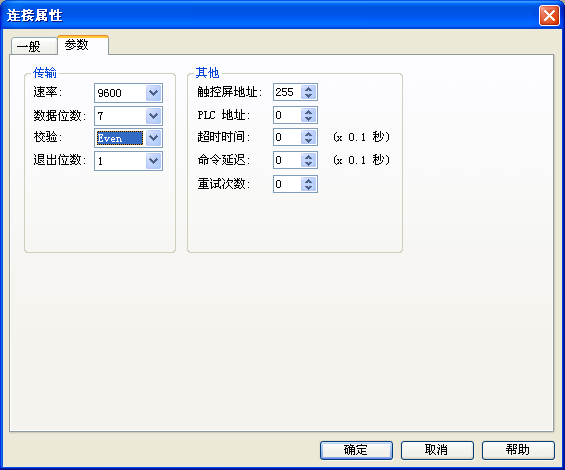 连接属性
一般 参数
传输
速率: 9600
数据位数: 7
校验: Even
退出位数: 1
其他
触控屏地址: 255
PLC 地址: 0
超时时间: 0 (x 0.1 秒)
命令延迟: 0 (x 0.1 秒)
重试次数: 0
确定 取消 帮助